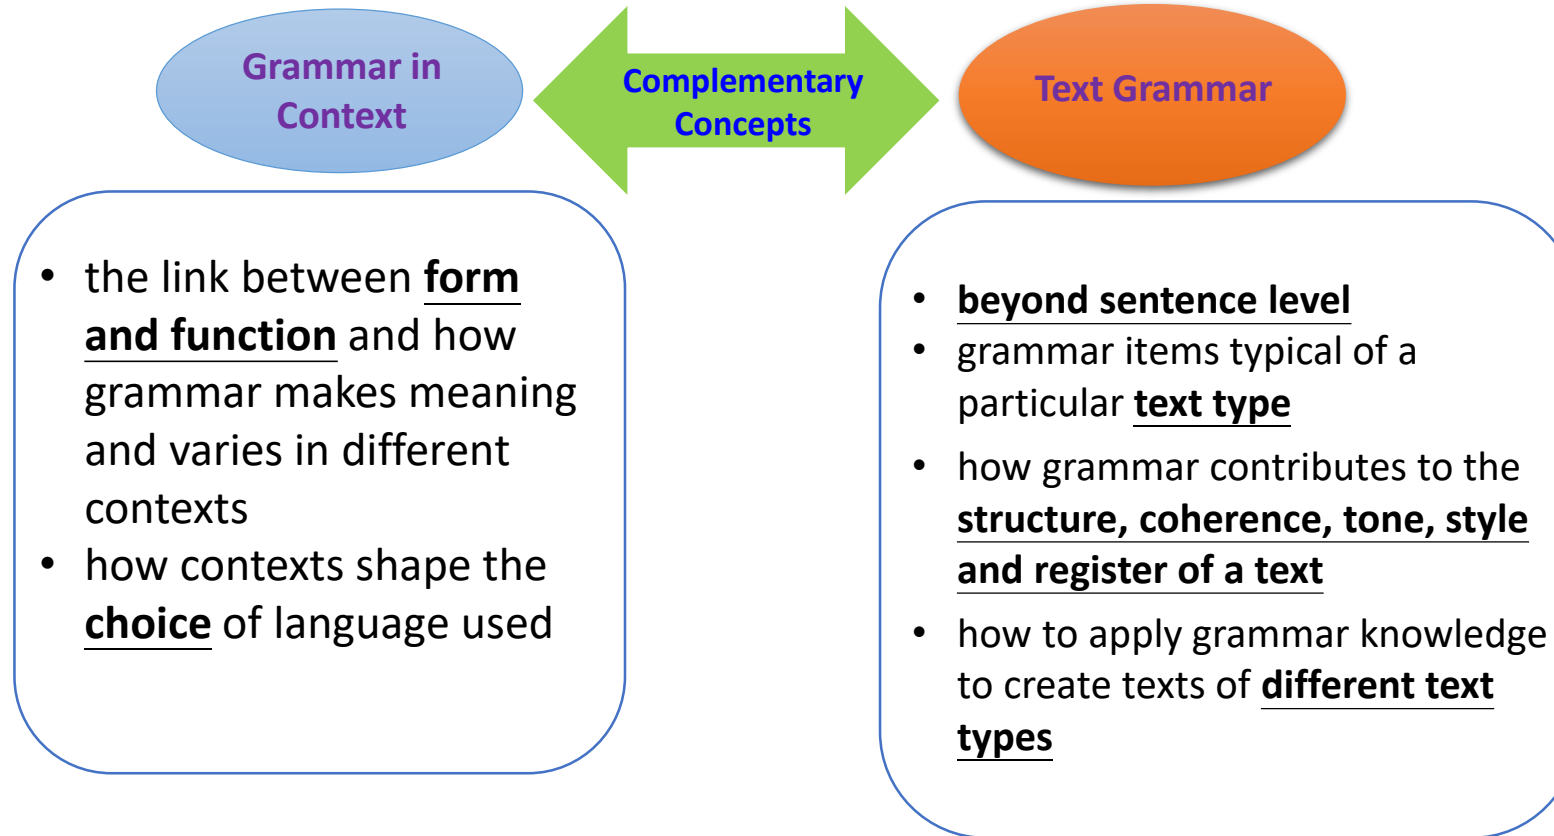 Grammar in
Context
Complementary
Concepts
Text Grammar
• the link between form
and function and how
grammar makes meaning
and varies in different
contexts
• how contexts shape the
choice of language used
• beyond sentence level
• grammar items typical of a
particular text type
• how grammar contributes to the
structure, coherence, tone, style
and register of a text
• how to apply grammar knowledge
to create texts of different text
types